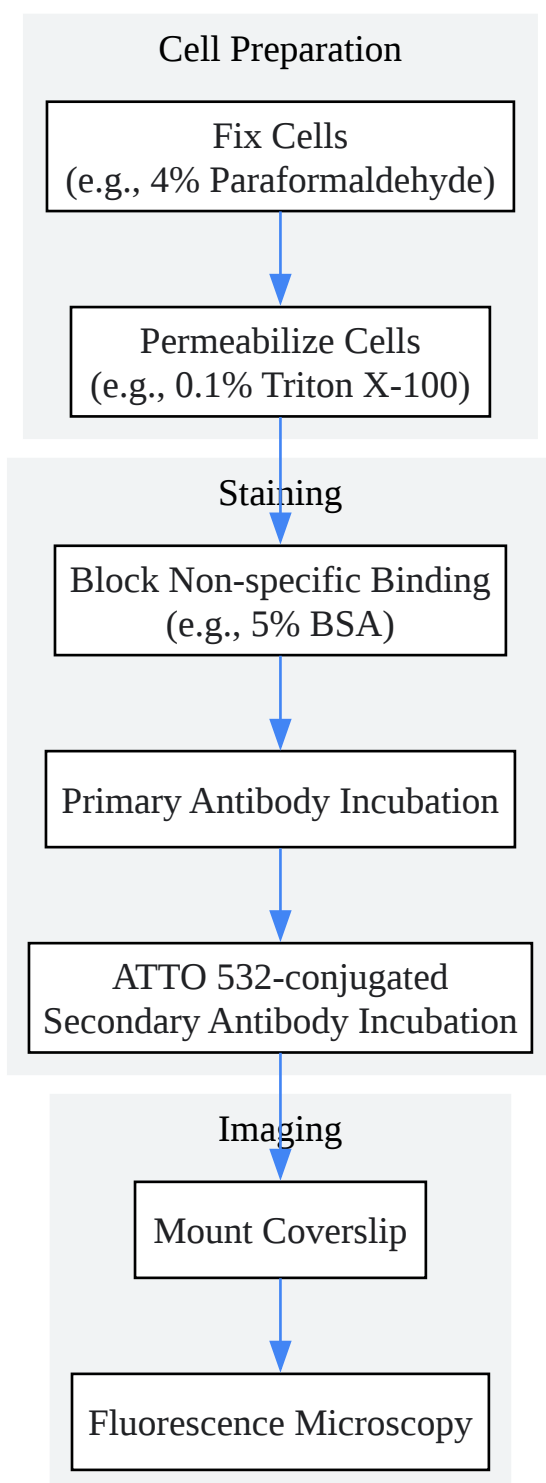 Cell Preparation
Fix Cells
(e.g., 4% Paraformaldehyde)
Permeabilize Cells
(e.g., 0.1% Triton X-100)
Staining
Block Non-specific Binding
(e.g., 5% BSA)
Primary Antibody Incubation
ATTO 532-conjugated
Secondary Antibody Incubation
Imaging
Mount Coverslip
Fluorescence Microscopy